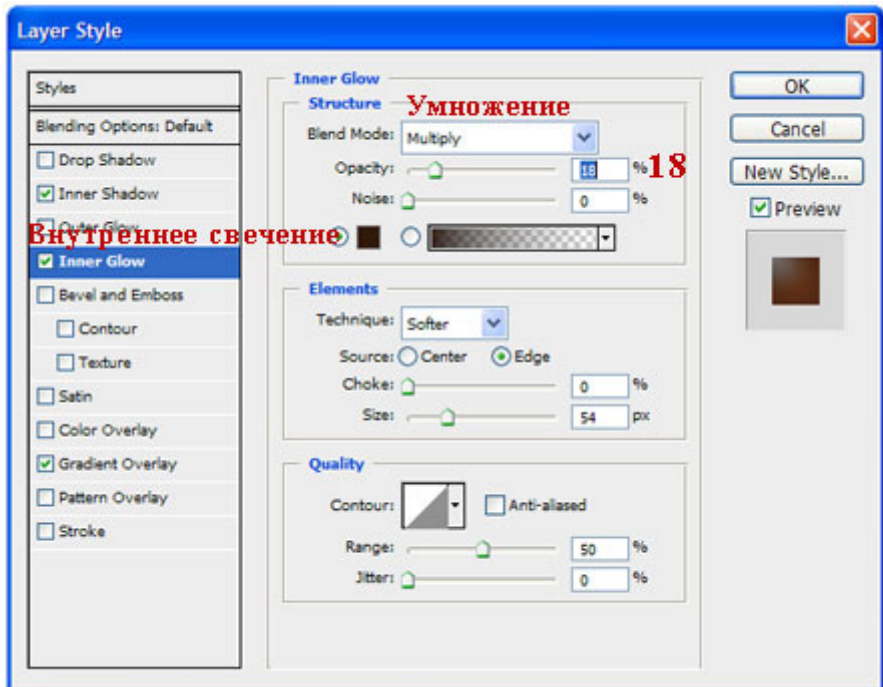 Layer Style
Styles
Blending Options: Default
Drop Shadow
Inner Shadow
Outer Glow
Внутреннее свечение
Inner Glow
Bevel and Emboss
Contour
Texture
Satin
Color Overlay
Gradient Overlay
Pattern Overlay
Stroke
Inner Glow
Structure
Умножение
Blend Mode: Multiply
Opacity: 18 % 18
Noise: 0 %
Elements
Technique: Softer
Source: Center Edge
Choke: 0 %
Size: 54 px
Quality
Contour: Anti-aliased
Range: 50 %
Jitter: 0 %
OK
Cancel
New Style...
Preview